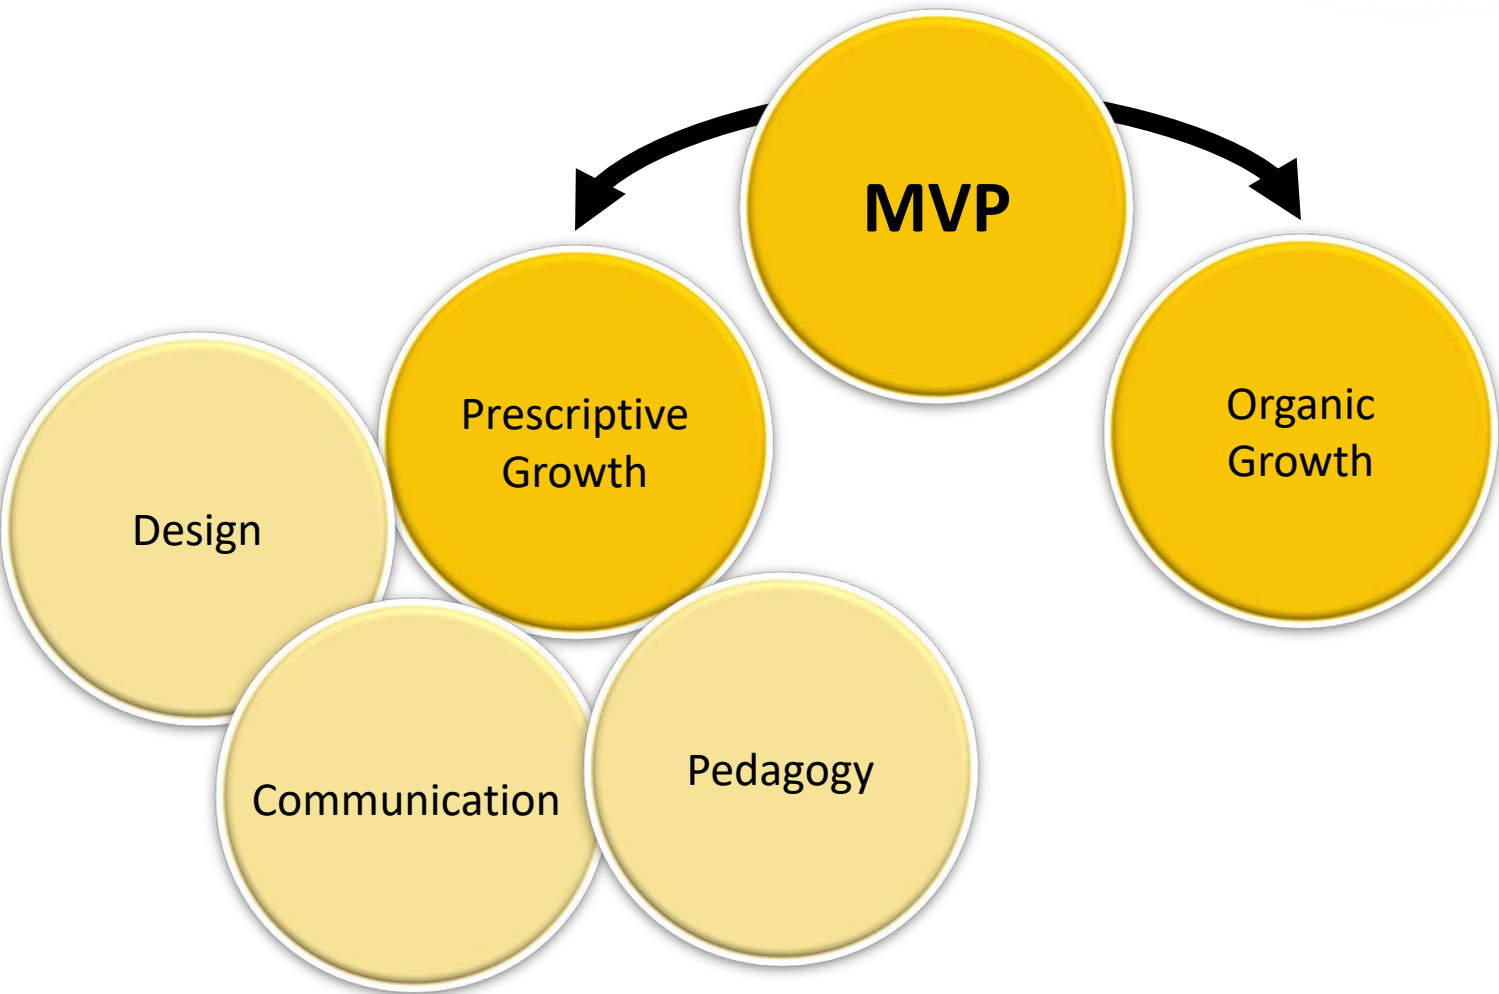 MVP
Prescriptive
Growth
Organic
Growth
Design
Communication
Pedagogy